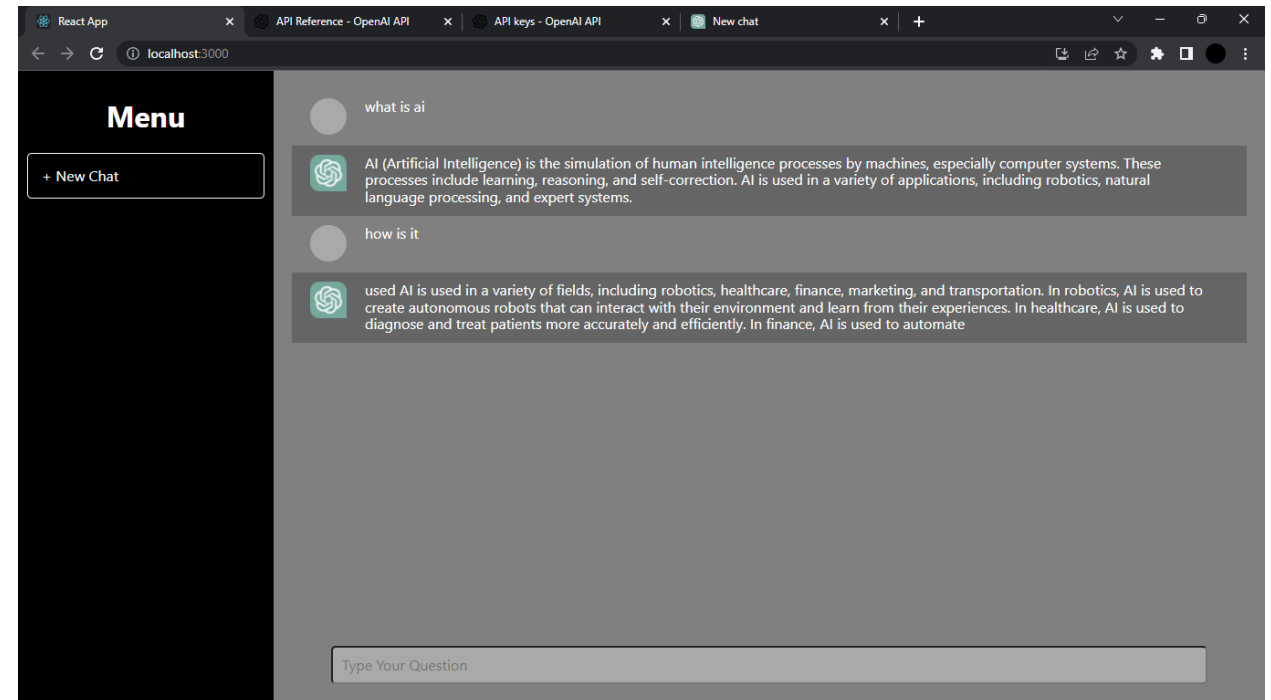 React App
API Reference - OpenAI API
API keys - OpenAI API
New chat
localhost:3000
Menu
+ New Chat
what is ai
AI (Artificial Intelligence) is the simulation of human intelligence processes by machines, especially computer systems. These
processes include learning, reasoning, and self-correction. AI is used in a variety of applications, including robotics, natural
language processing, and expert systems.
how is it
used AI is used in a variety of fields, including robotics, healthcare, finance, marketing, and transportation. In robotics, AI is used to
create autonomous robots that can interact with their environment and learn from their experiences. In healthcare, AI is used to
diagnose and treat patients more accurately and efficiently. In finance, AI is used to automate
Type Your Question